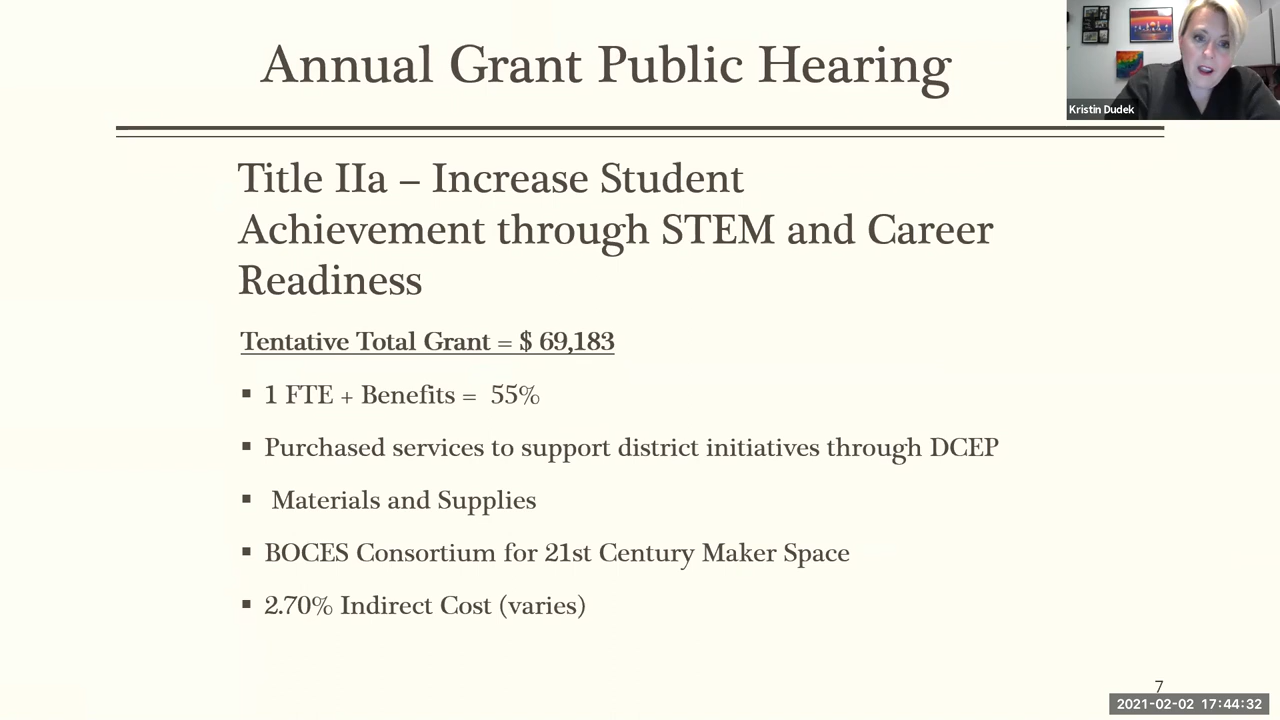 Annual Grant Public Hearing
Kristin Dudek
Title IIa – Increase Student
Achievement through STEM and Career
Readiness
Tentative Total Grant = $ 69,183
▪ 1 FTE + Benefits = 55%
▪ Purchased services to support district initiatives through DCEP
▪ Materials and Supplies
▪ BOCES Consortium for 21st Century Maker Space
▪ 2.70% Indirect Cost (varies)
7
2021-02-02 17:44:32